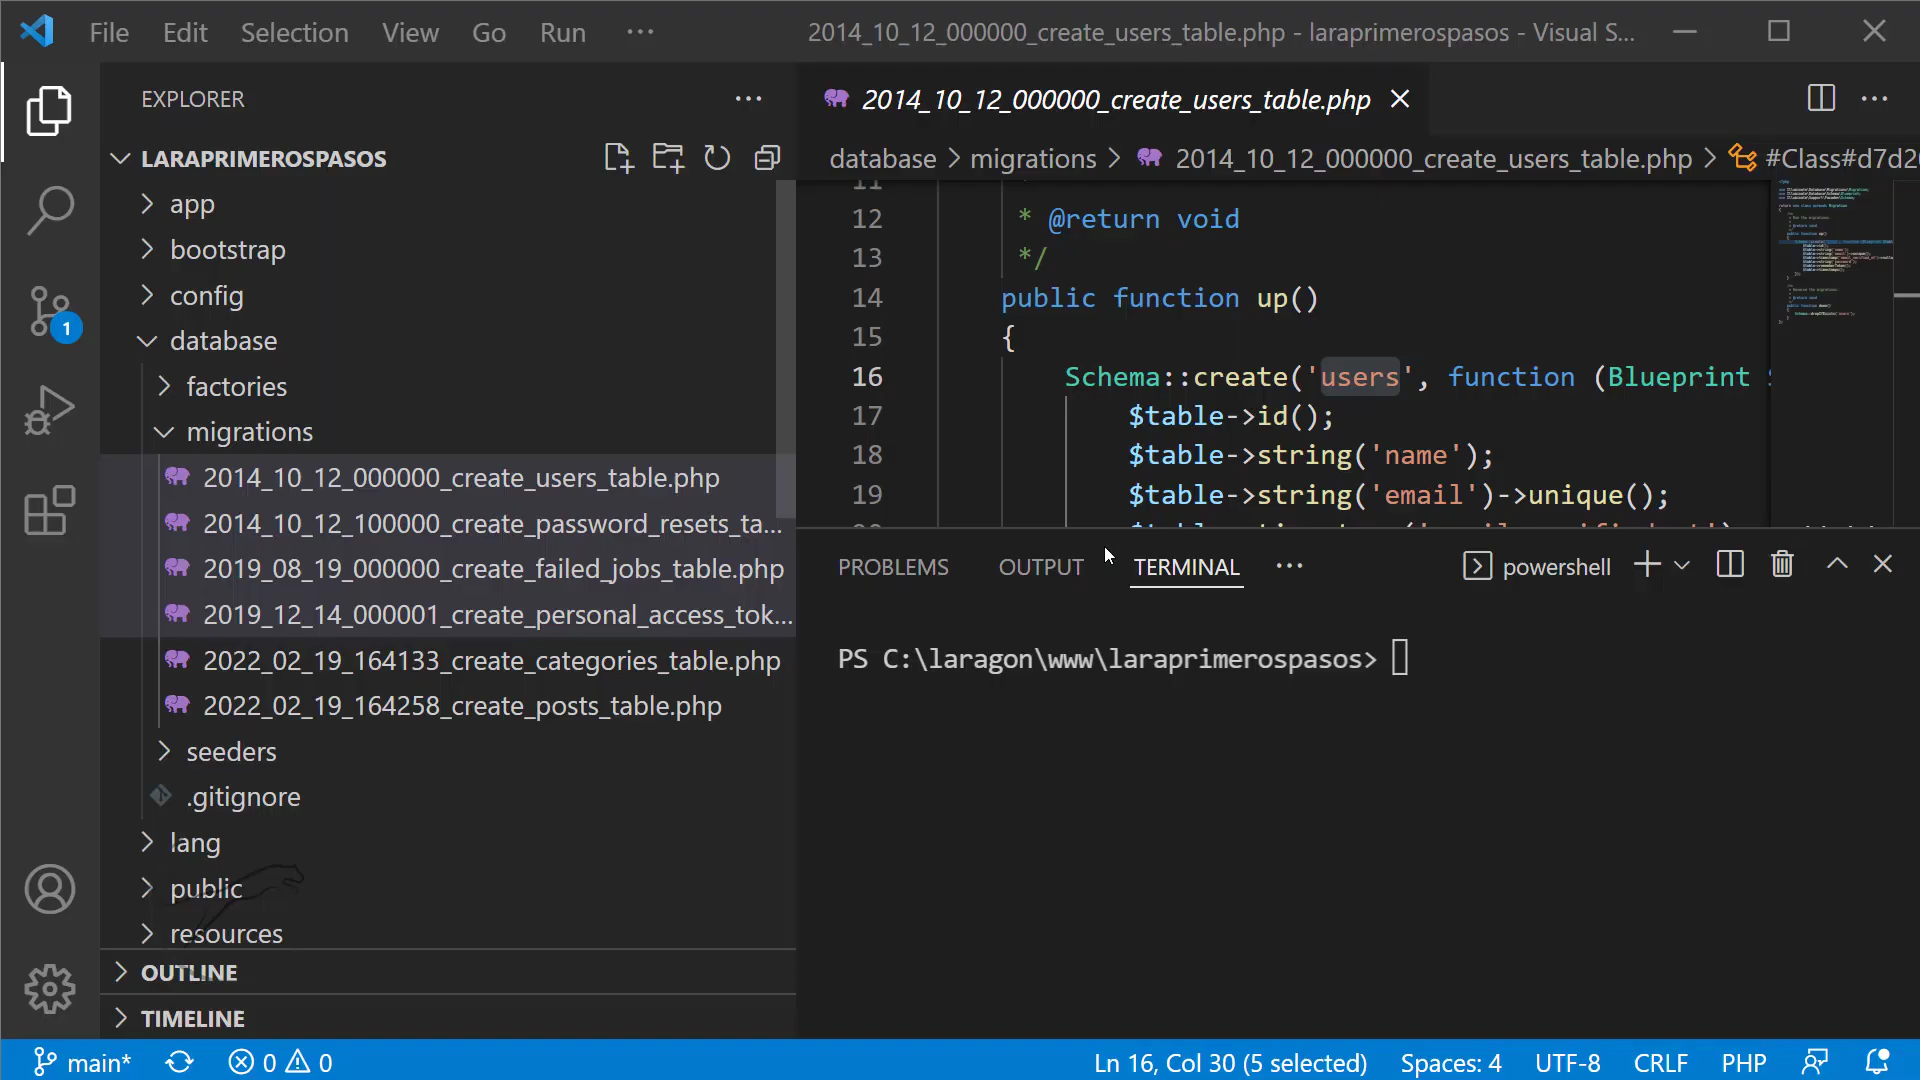 File Edit Selection View Go Run ··· 2014_10_12_000000_create_users_table.php - laraprimerospasos - Visual S...
EXPLORER
LARAPRIMEROSPASOS
app
bootstrap
config
database
factories
migrations
2014_10_12_000000_create_users_table.php
2014_10_12_100000_create_password_resets_ta...
2019_08_19_000000_create_failed_jobs_table.php
2019_12_14_000001_create_personal_access_tok...
2022_02_19_164133_create_categories_table.php
2022_02_19_164258_create_posts_table.php
seeders
.gitignore
lang
public
resources
OUTLINE
TIMELINE
1
2014_10_12_000000_create_users_table.php
database > migrations > 2014_10_12_000000_create_users_table.php > #Class#d7d2
11
12 * @return void
13 */
14 public function up()
15 {
16 Schema::create('users', function (Blueprint
17 $table->id();
18 $table->string('name');
19 $table->string('email')->unique();
PROBLEMS OUTPUT TERMINAL ··· powershell
PS C:\laragon\www\laraprimerospasos>
main* 0 0 Ln 16, Col 30 (5 selected) Spaces: 4 UTF-8 CRLF PHP